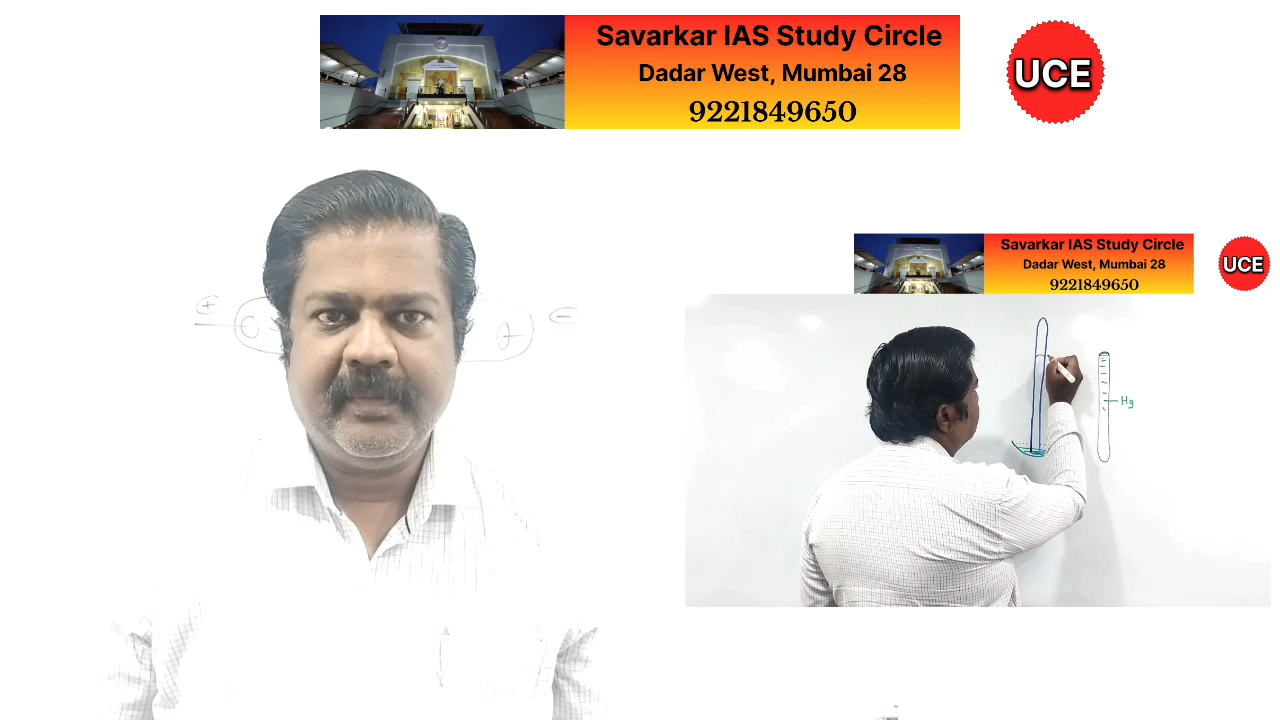 Savarkar IAS Study Circle
Dadar West, Mumbai 28
9221849650
UCE
Savarkar IAS Study Circle
Dadar West, Mumbai 28
9221849650
UCE
Hg
+
−
+